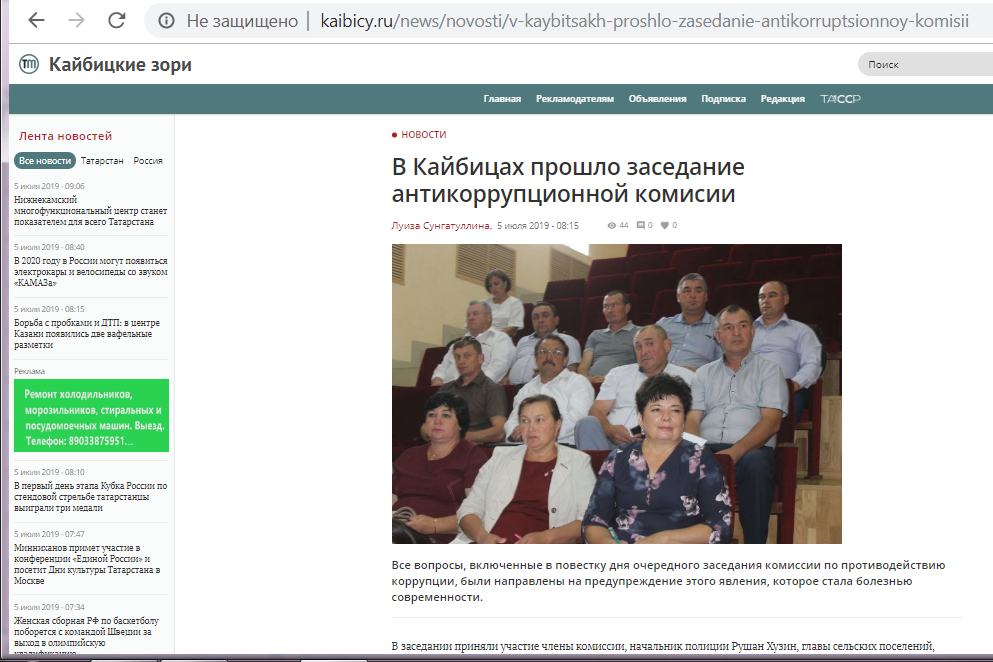 Не защищено | kaibicy.ru/news/novosti/v-kaybitsakh-proshlo-zasedanie-antikorruptsionnoy-komisii
TM Кайбицкие зори
Поиск
Главная Рекламодателям Объявления Подписка Редакция ТАССР
Лента новостей
Все новости Татарстан Россия
5 июля 2019 - 09:06
Нижнекамский
многофункциональный центр станет
показателем для всего Татарстана
5 июля 2019 - 08:40
В 2020 году в России могут появиться
электрокары и велосипеды со звуком
«КАМАЗа»
5 июля 2019 - 08:15
Борьба с пробками и ДТП: в центре
Казани появились две вафельные
разметки
Реклама
Ремонт холодильников,
морозильников, стиральных и
посудомоечных машин. Выезд.
Телефон: 89033875951...
5 июля 2019 - 08:10
В первый день этапа Кубка России по
стендовой стрельбе татарстанцы
выиграли три медали
5 июля 2019 - 07:47
Минниханов примет участие в
конференции «Единой России» и
посетит Дни культуры Татарстана в
Москве
5 июля 2019 - 07:34
Женская сборная РФ по баскетболу
поборется с командой Швеции за
выход в олимпийскую
квалификацию
НОВОСТИ
В Кайбицах прошло заседание
антикоррупционной комисии
Луиза Сунгатуллина, 5 июля 2019 - 08:15 44 0 0
Все вопросы, включенные в повестку дня очередного заседания комиссии по противодействию
коррупции, были направлены на предупреждение этого явления, которое стала болезнью
современности.
В заседании приняли участие члены комиссии, начальник полиции Рушан Хузин, главы сельских поселений,